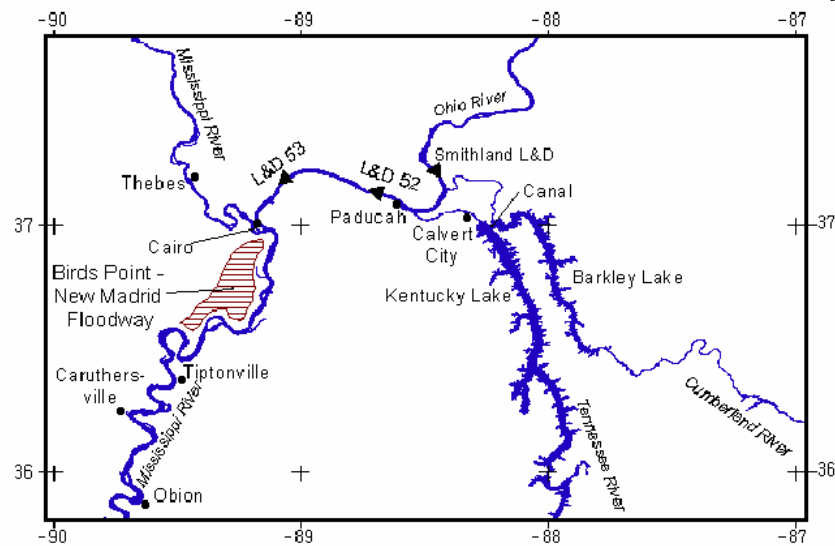 -90
-89
-88
-87
Mississippi River
Ohio River
L&D 53
L&D 52
Smithland L&D
Thebes
Canal
Paducah
37
37
Cairo
Calvert
City
Birds Point -
New Madrid
Floodway
Kentucky Lake
Barkley Lake
Tiptonville
Caruthers-
ville
Mississippi River
Tennessee River
Cumberland River
36
36
Obion
-90
-89
-88
-87